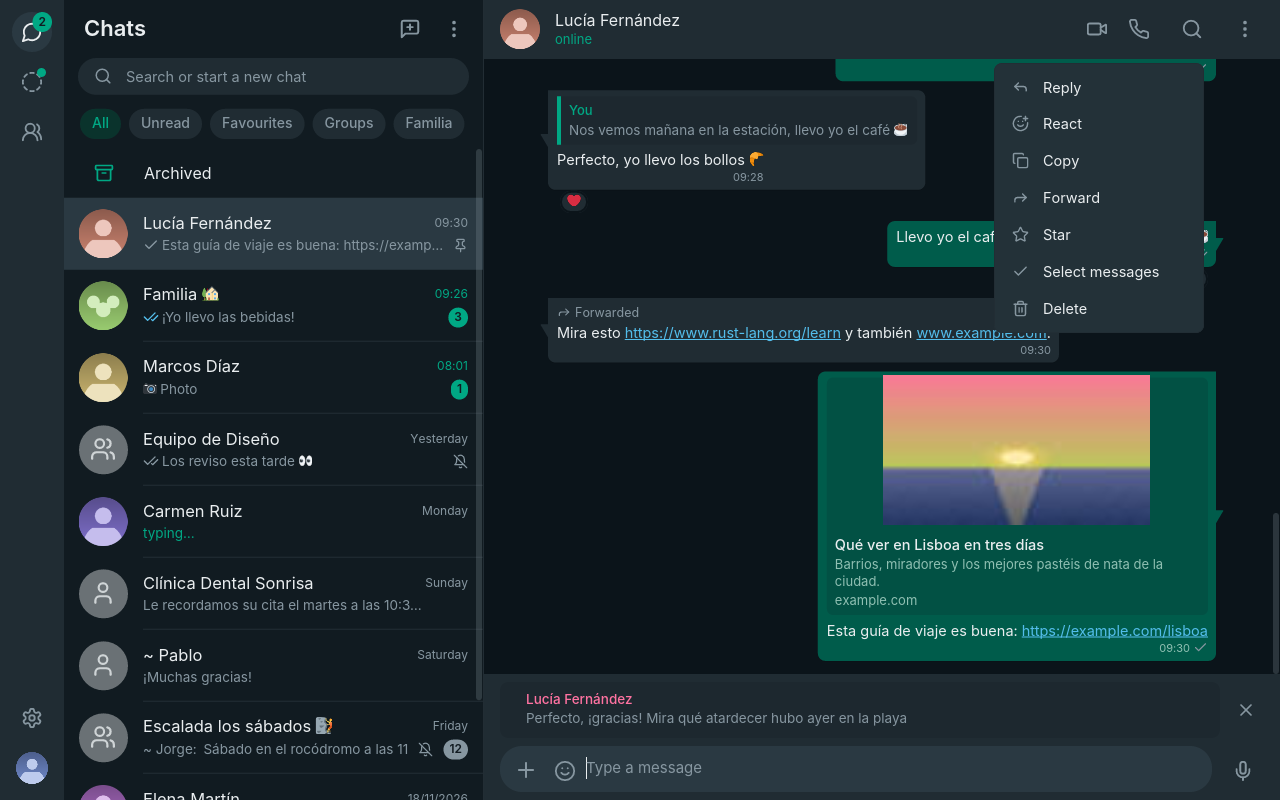 2
Chats
Search or start a new chat
All
Unread
Favourites
Groups
Familia
Archived
Lucía Fernández
09:30
Esta guía de viaje es buena: https://examp...
Familia 🏡
09:26
¡Yo llevo las bebidas!
3
Marcos Díaz
08:01
📷 Photo
1
Equipo de Diseño
Yesterday
Los reviso esta tarde 👀
Carmen Ruiz
Monday
typing...
Clínica Dental Sonrisa
Sunday
Le recordamos su cita el martes a las 10:3...
~ Pablo
Saturday
¡Muchas gracias!
Escalada los sábados 🧗
Friday
~ Jorge: Sábado en el rocódromo a las 11
12
Elena Martín
18/11/2026
Lucía Fernández
online
You
Nos vemos mañana en la estación, llevo yo el café ☕
Perfecto, yo llevo los bollos 🥐
09:28
❤️
Llevo yo el caf
Forwarded
Mira esto https://www.rust-lang.org/learn y también www.example.com.
09:30
Qué ver en Lisboa en tres días
Barrios, miradores y los mejores pastéis de nata de la
ciudad.
example.com
Esta guía de viaje es buena: https://example.com/lisboa
09:30
Reply
React
Copy
Forward
Star
Select messages
Delete
Lucía Fernández
Perfecto, ¡gracias! Mira qué atardecer hubo ayer en la playa
Type a message